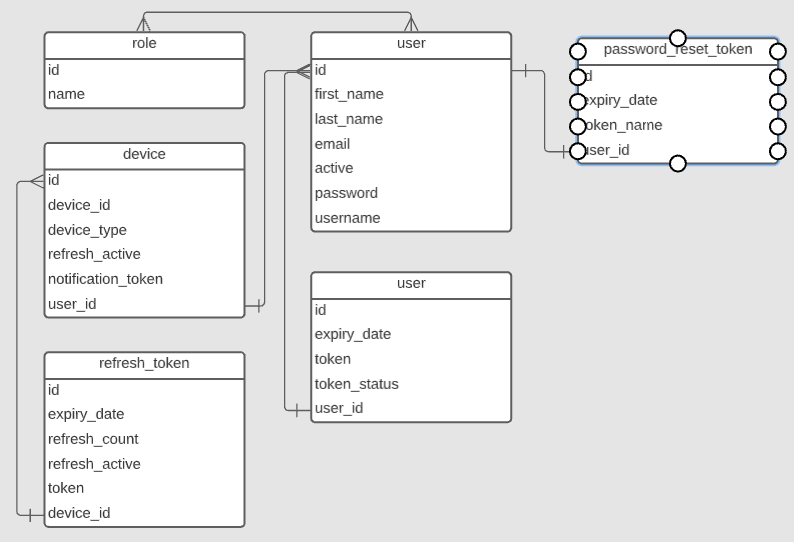 role
id
name
device
id
device_id
device_type
refresh_active
notification_token
user_id
refresh_token
id
expiry_date
refresh_count
refresh_active
token
device_id
user
id
first_name
last_name
email
active
password
username
user
id
expiry_date
token
token_status
user_id
password_reset_token
id
expiry_date
token_name
user_id